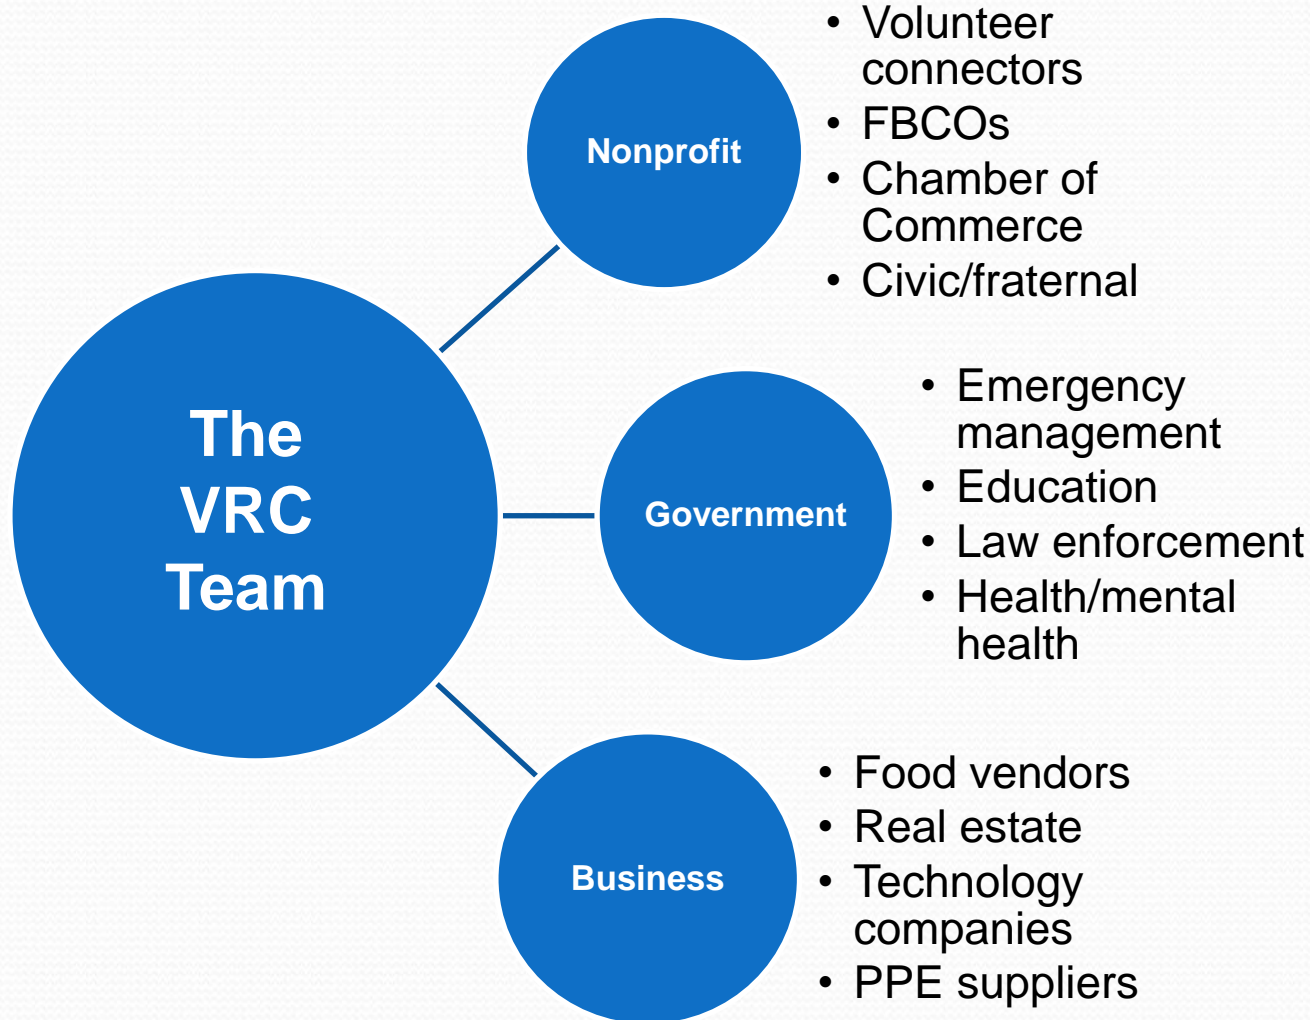 The
VRC
Team
Nonprofit
• Volunteer
connectors
• FBCOs
• Chamber of
Commerce
• Civic/fraternal
Government
• Emergency
management
• Education
• Law enforcement
• Health/mental
health
Business
• Food vendors
• Real estate
• Technology
companies
• PPE suppliers